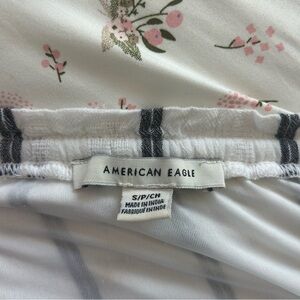 AMERICAN EAGLE
S/P/CH
MADE IN INDIA
FABRIQUÉ EN INDE